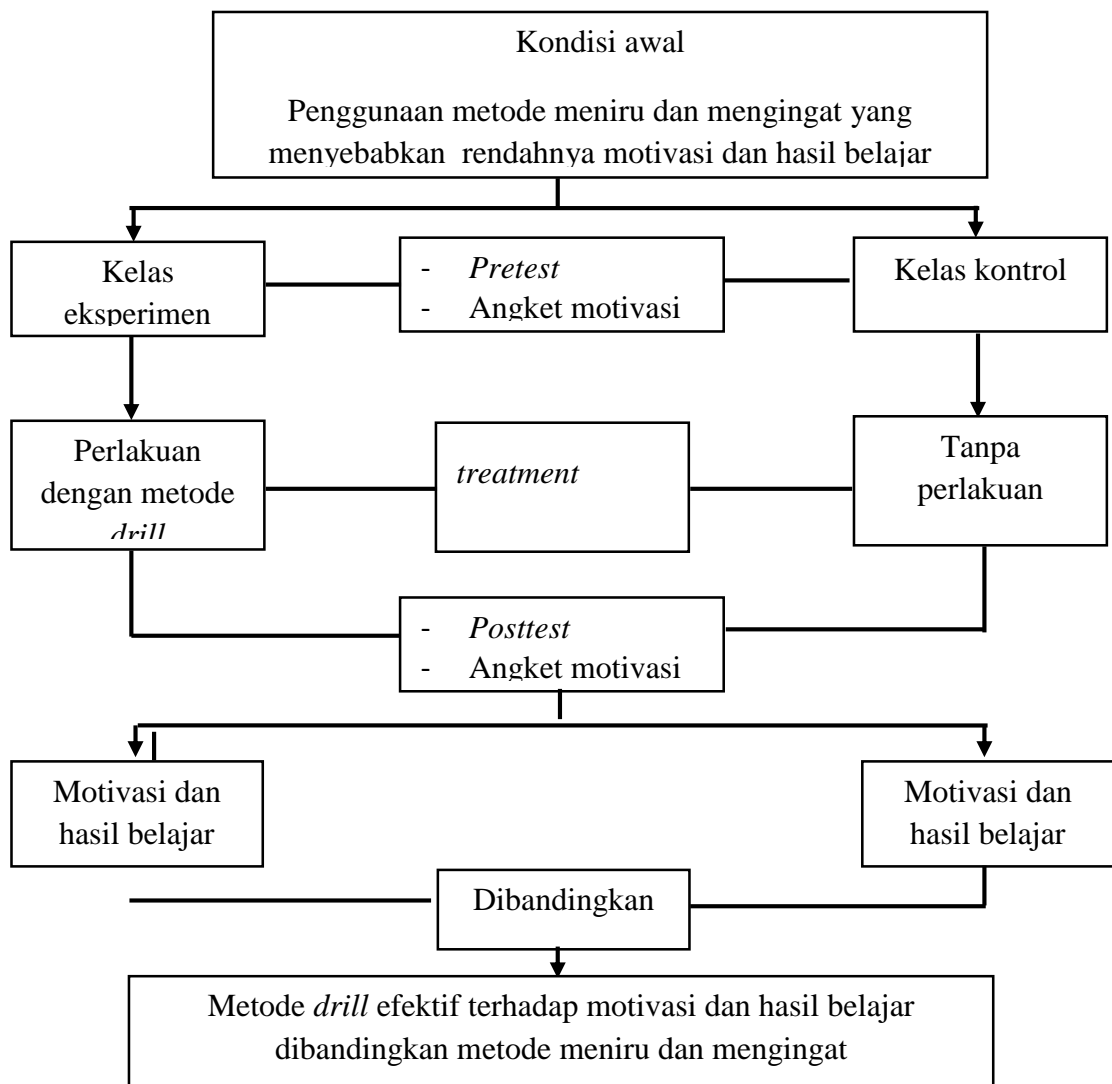 Kondisi awal
Penggunaan metode meniru dan mengingat yang
menyebabkan rendahnya motivasi dan hasil belajar
Kelas
eksperimen
- Pretest
- Angket motivasi
Kelas kontrol
Perlakuan
dengan metode
drill
treatment
Tanpa
perlakuan
- Posttest
- Angket motivasi
Motivasi dan
hasil belajar
Motivasi dan
hasil belajar
Dibandingkan
Metode drill efektif terhadap motivasi dan hasil belajar
dibandingkan metode meniru dan mengingat